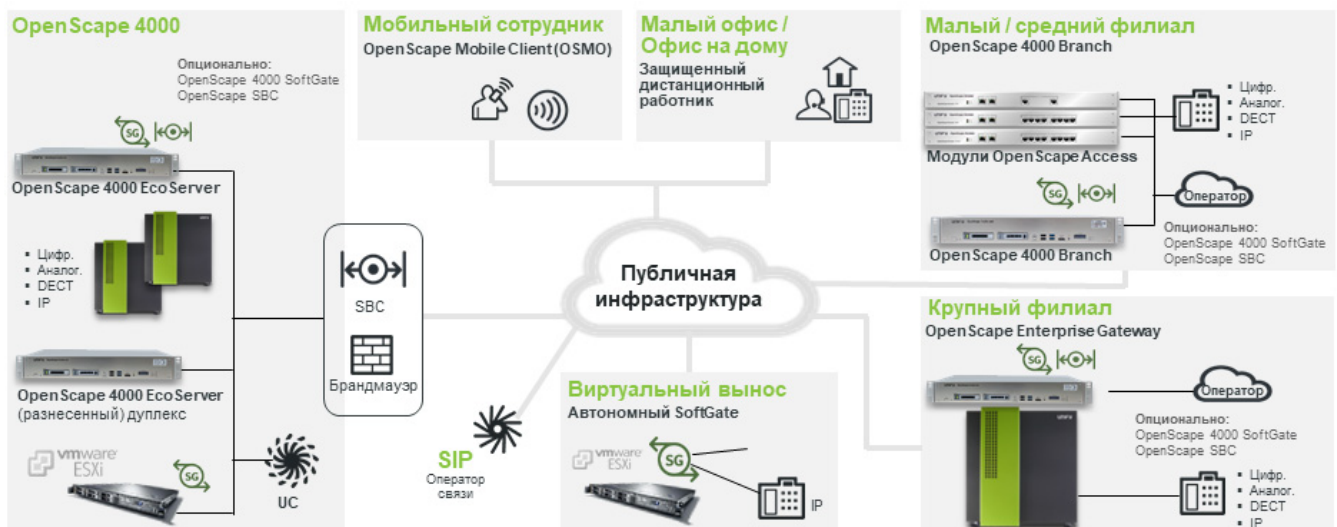 OpenScape 4000
Опционально:
OpenScape 4000 SoftGate
OpenScape SBC
SG
OpenScape 4000 EcoServer
▪ Цифр.
▪ Аналог.
▪ DECT
▪ IP
OpenScape 4000 EcoServer
(разнесенный) дуплекс
vmware
ESXi
SG
UC
SBC
Брандмауэр
Мобильный сотрудник
OpenScape Mobile Client (OSMO)
Малый офис /
Офис на дому
Защищенный
дистанционный
работник
Публичная
инфраструктура
SIP
Оператор
связи
Виртуальный вынос
Автономный SoftGate
vmware
ESXi
SG
IP
Малый / средний филиал
OpenScape 4000 Branch
▪ Цифр.
▪ Аналог.
▪ DECT
▪ IP
Модули OpenScape Access
SG
Оператор
Опционально:
OpenScape 4000 SoftGate
OpenScape SBC
OpenScape 4000 Branch
Крупный филиал
OpenScape Enterprise Gateway
SG
Оператор
Опционально:
OpenScape 4000 SoftGate
OpenScape SBC
▪ Цифр.
▪ Аналог.
▪ DECT
▪ IP